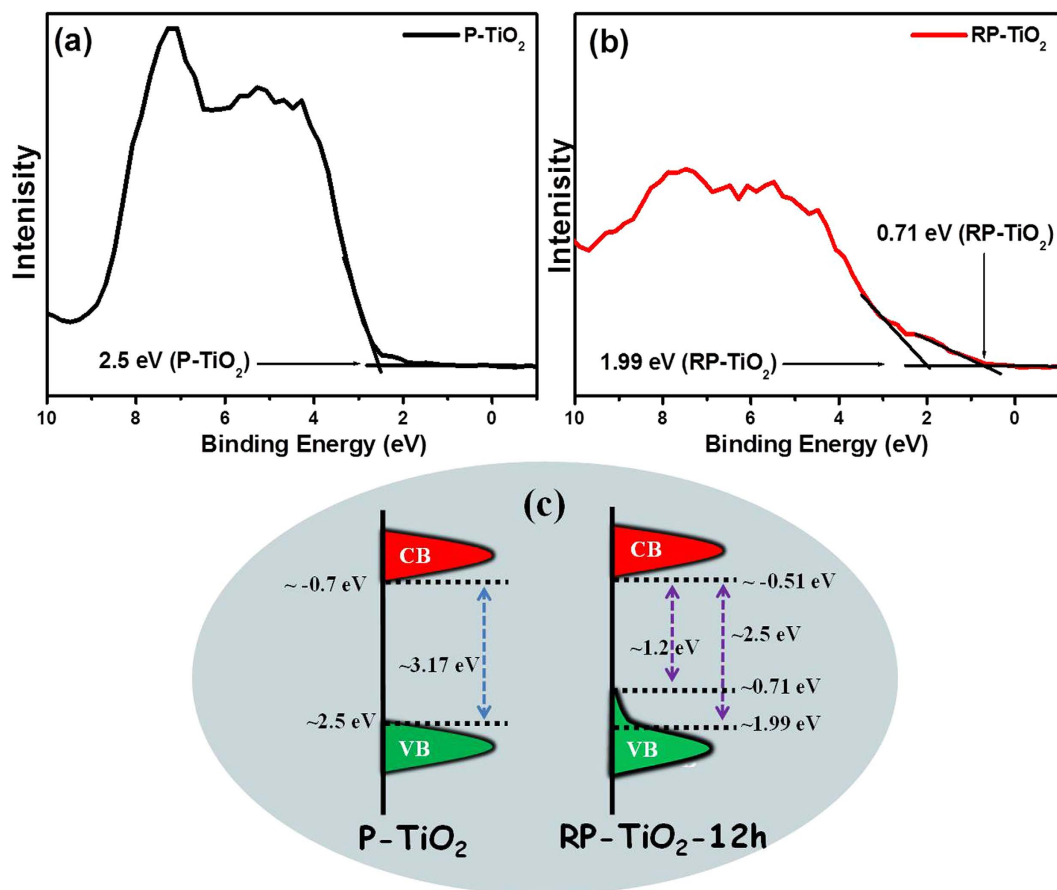 (a)
P-TiO₂
Intenisity
2.5 eV (P-TiO₂)
10 8 6 4 2 0
Binding Energy (eV)
(b)
RP-TiO₂
Intenisity
0.71 eV (RP-TiO₂)
1.99 eV (RP-TiO₂)
10 8 6 4 2 0
Binding Energy (eV)
(c)
CB
~ -0.7 eV
~3.17 eV
~2.5 eV
VB
P-TiO₂
CB
~ -0.51 eV
~2.5 eV
~1.2 eV
~0.71 eV
~1.99 eV
VB
RP-TiO₂-12h